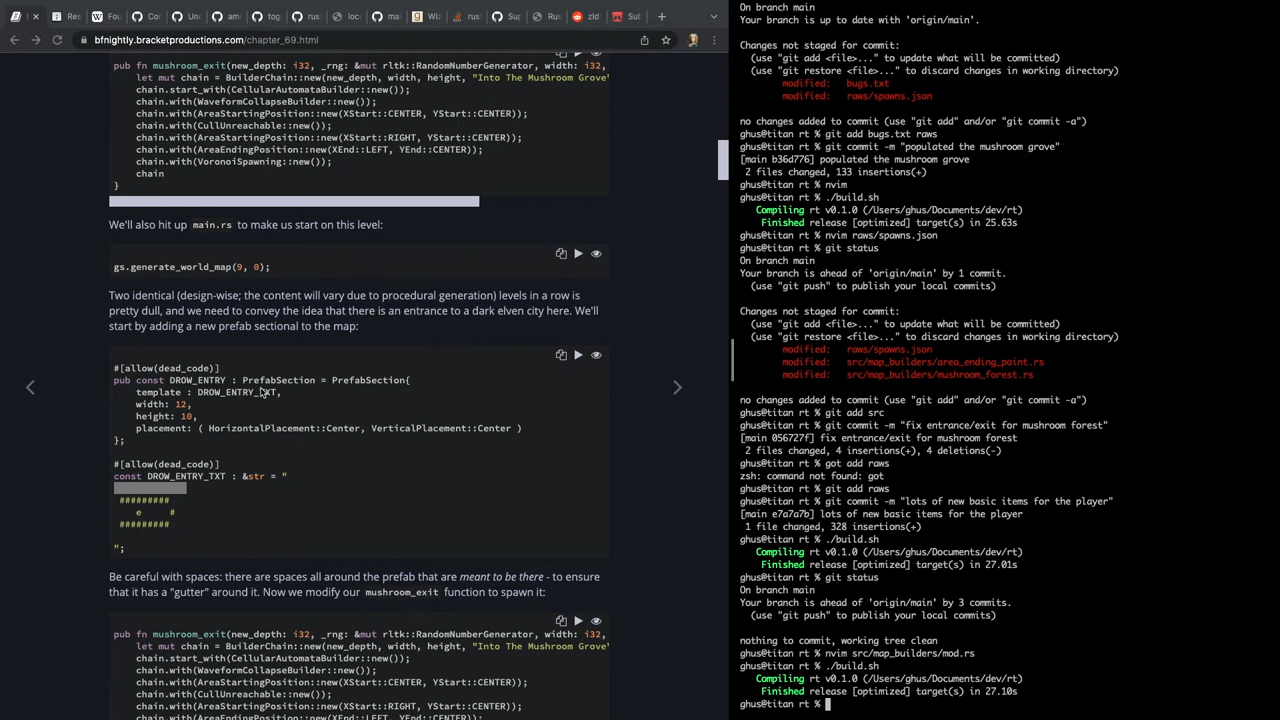 Re
Fou
Co
Un
am
tog
rus
loca
ma
Wiz
rus
Sup
Rus
zld
Sub
bfnightly.bracketproductions.com/chapter_69.html
pub fn mushroom_exit(new_depth: i32, _rng: &mut rltk::RandomNumberGenerator, width: i32,
let mut chain = BuilderChain::new(new_depth, width, height, "Into The Mushroom Grove"
chain.start_with(CellularAutomataBuilder::new());
chain.with(WaveformCollapseBuilder::new());
chain.with(AreaStartingPosition::new(XStart::CENTER, YStart::CENTER));
chain.with(CullUnreachable::new());
chain.with(AreaStartingPosition::new(XStart::RIGHT, YStart::CENTER));
chain.with(AreaEndingPosition::new(XEnd::LEFT, YEnd::CENTER));
chain.with(VoronoiSpawning::new());
chain
}
We'll also hit up main.rs to make us start on this level:
gs.generate_world_map(9, 0);
Two identical (design-wise; the content will vary due to procedural generation) levels in a row is
pretty dull, and we need to convey the idea that there is an entrance to a dark elven city here. We'll
start by adding a new prefab sectional to the map:
#[allow(dead_code)]
pub const DROW_ENTRY : PrefabSection = PrefabSection{
template : DROW_ENTRY_TXT,
width: 12,
height: 10,
placement: ( HorizontalPlacement::Center, VerticalPlacement::Center )
};
#[allow(dead_code)]
const DROW_ENTRY_TXT : &str = "
#########
e #
#########
";
Be careful with spaces: there are spaces all around the prefab that are meant to be there - to ensure
that it has a "gutter" around it. Now we modify our mushroom_exit function to spawn it:
pub fn mushroom_exit(new_depth: i32, _rng: &mut rltk::RandomNumberGenerator, width: i32,
let mut chain = BuilderChain::new(new_depth, width, height, "Into The Mushroom Grove"
chain.start_with(CellularAutomataBuilder::new());
chain.with(WaveformCollapseBuilder::new());
chain.with(AreaStartingPosition::new(XStart::CENTER, YStart::CENTER));
chain.with(CullUnreachable::new());
chain.with(AreaStartingPosition::new(XStart::RIGHT, YStart::CENTER));
chain.with(AreaEndingPosition::new(XEnd::LEFT, YEnd::CENTER));
On branch main
Your branch is up to date with 'origin/main'.
Changes not staged for commit:
(use "git add <file>..." to update what will be committed)
(use "git restore <file>..." to discard changes in working directory)
modified: bugs.txt
modified: raws/spawns.json
no changes added to commit (use "git add" and/or "git commit -a")
ghus@titan rt % git add bugs.txt raws
ghus@titan rt % git commit -m "populated the mushroom grove"
[main b36d776] populated the mushroom grove
2 files changed, 133 insertions(+)
ghus@titan rt % nvim
ghus@titan rt % ./build.sh
Compiling rt v0.1.0 (/Users/ghus/Documents/dev/rt)
Finished release [optimized] target(s) in 25.63s
ghus@titan rt % nvim raws/spawns.json
ghus@titan rt % git status
On branch main
Your branch is ahead of 'origin/main' by 1 commit.
(use "git push" to publish your local commits)
Changes not staged for commit:
(use "git add <file>..." to update what will be committed)
(use "git restore <file>..." to discard changes in working directory)
modified: raws/spawns.json
modified: src/map_builders/area_ending_point.rs
modified: src/map_builders/mushroom_forest.rs
no changes added to commit (use "git add" and/or "git commit -a")
ghus@titan rt % git add src
ghus@titan rt % git commit -m "fix entrance/exit for mushroom forest"
[main 056727f] fix entrance/exit for mushroom forest
2 files changed, 4 insertions(+), 4 deletions(-)
ghus@titan rt % got add raws
zsh: command not found: got
ghus@titan rt % git add raws
ghus@titan rt % git commit -m "lots of new basic items for the player"
[main e7a7a7b] lots of new basic items for the player
1 file changed, 328 insertions(+)
ghus@titan rt % ./build.sh
Compiling rt v0.1.0 (/Users/ghus/Documents/dev/rt)
Finished release [optimized] target(s) in 27.01s
ghus@titan rt % git status
On branch main
Your branch is ahead of 'origin/main' by 3 commits.
(use "git push" to publish your local commits)
nothing to commit, working tree clean
ghus@titan rt % nvim src/map_builders/mod.rs
ghus@titan rt % ./build.sh
Compiling rt v0.1.0 (/Users/ghus/Documents/dev/rt)
Finished release [optimized] target(s) in 27.10s
ghus@titan rt %